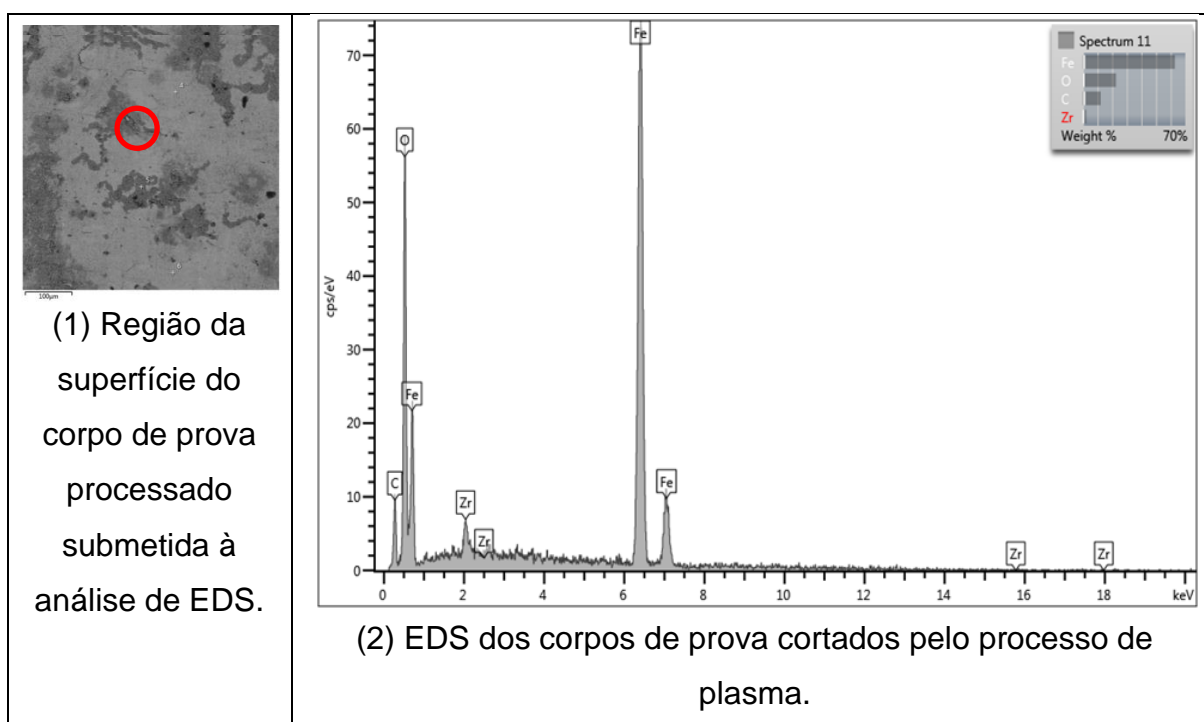 100µm
(1) Região da
superfície do
corpo de prova
processado
submetida à
análise de EDS.
Spectrum 11
Fe
O
C
Zr
Weight % 70%
Fe
O
Fe
C
Zr
Zr
Fe
Zr
Zr
70
60
50
40
30
20
10
0
cps/eV
0 2 4 6 8 10 12 14 16 18 keV
(2) EDS dos corpos de prova cortados pelo processo de
plasma.